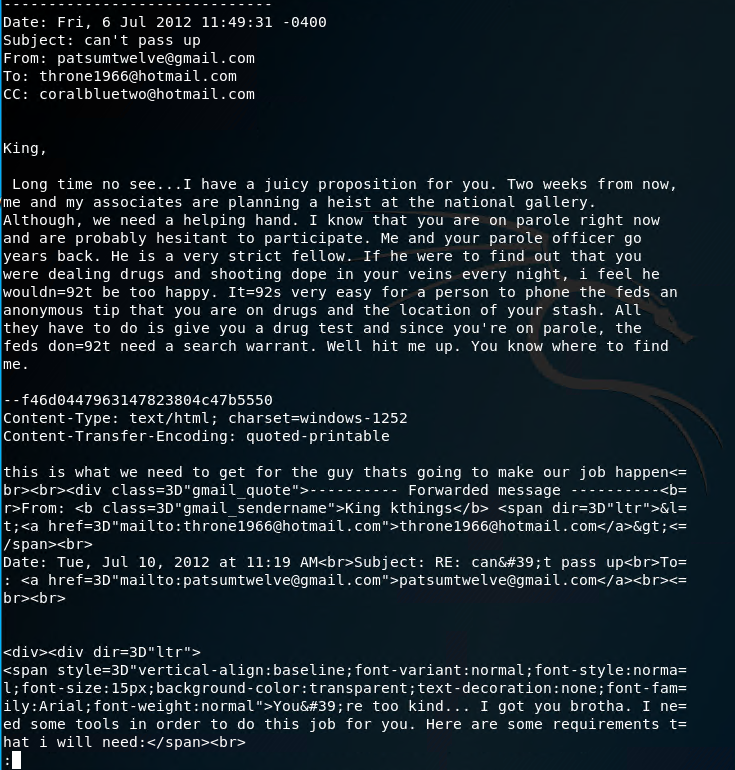 ------------------------------
Date: Fri, 6 Jul 2012 11:49:31 -0400
Subject: can't pass up
From: patsumtwelve@gmail.com
To: throne1966@hotmail.com
CC: coralbluetwo@hotmail.com
King,
Long time no see...I have a juicy proposition for you. Two weeks from now,
me and my associates are planning a heist at the national gallery.
Although, we need a helping hand. I know that you are on parole right now
and are probably hesitant to participate. Me and your parole officer go
years back. He is a very strict fellow. If he were to find out that you
were dealing drugs and shooting dope in your veins every night, i feel he
wouldn=92t be too happy. It=92s very easy for a person to phone the feds an
anonymous tip that you are on drugs and the location of your stash. All
they have to do is give you a drug test and since you're on parole, the
feds don=92t need a search warrant. Well hit me up. You know where to find
me.
--f46d0447963147823804c47b5550
Content-Type: text/html; charset=windows-1252
Content-Transfer-Encoding: quoted-printable
this is what we need to get for the guy thats going to make our job happen<=
br><br><div class=3D"gmail_quote">---------- Forwarded message ----------<b=
r>From: <b class=3D"gmail_sendername">King kthings</b> <span dir=3D"ltr">&l=
t;<a href=3D"mailto:throne1966@hotmail.com">throne1966@hotmail.com</a>&gt;<=
/span><br>
Date: Tue, Jul 10, 2012 at 11:19 AM<br>Subject: RE: can&#39;t pass up<br>To=
: <a href=3D"mailto:patsumtwelve@gmail.com">patsumtwelve@gmail.com</a><br><=
br><br>
<div><div dir=3D"ltr">
<span style=3D"vertical-align:baseline;font-variant:normal;font-style:norma=
l;font-size:15px;background-color:transparent;text-decoration:none;font-fam=
ily:Arial;font-weight:normal">You&#39;re too kind... I got you brotha. I ne=
ed some tools in order to do this job for you. Here are some requirements t=
hat i will need:</span><br>
: